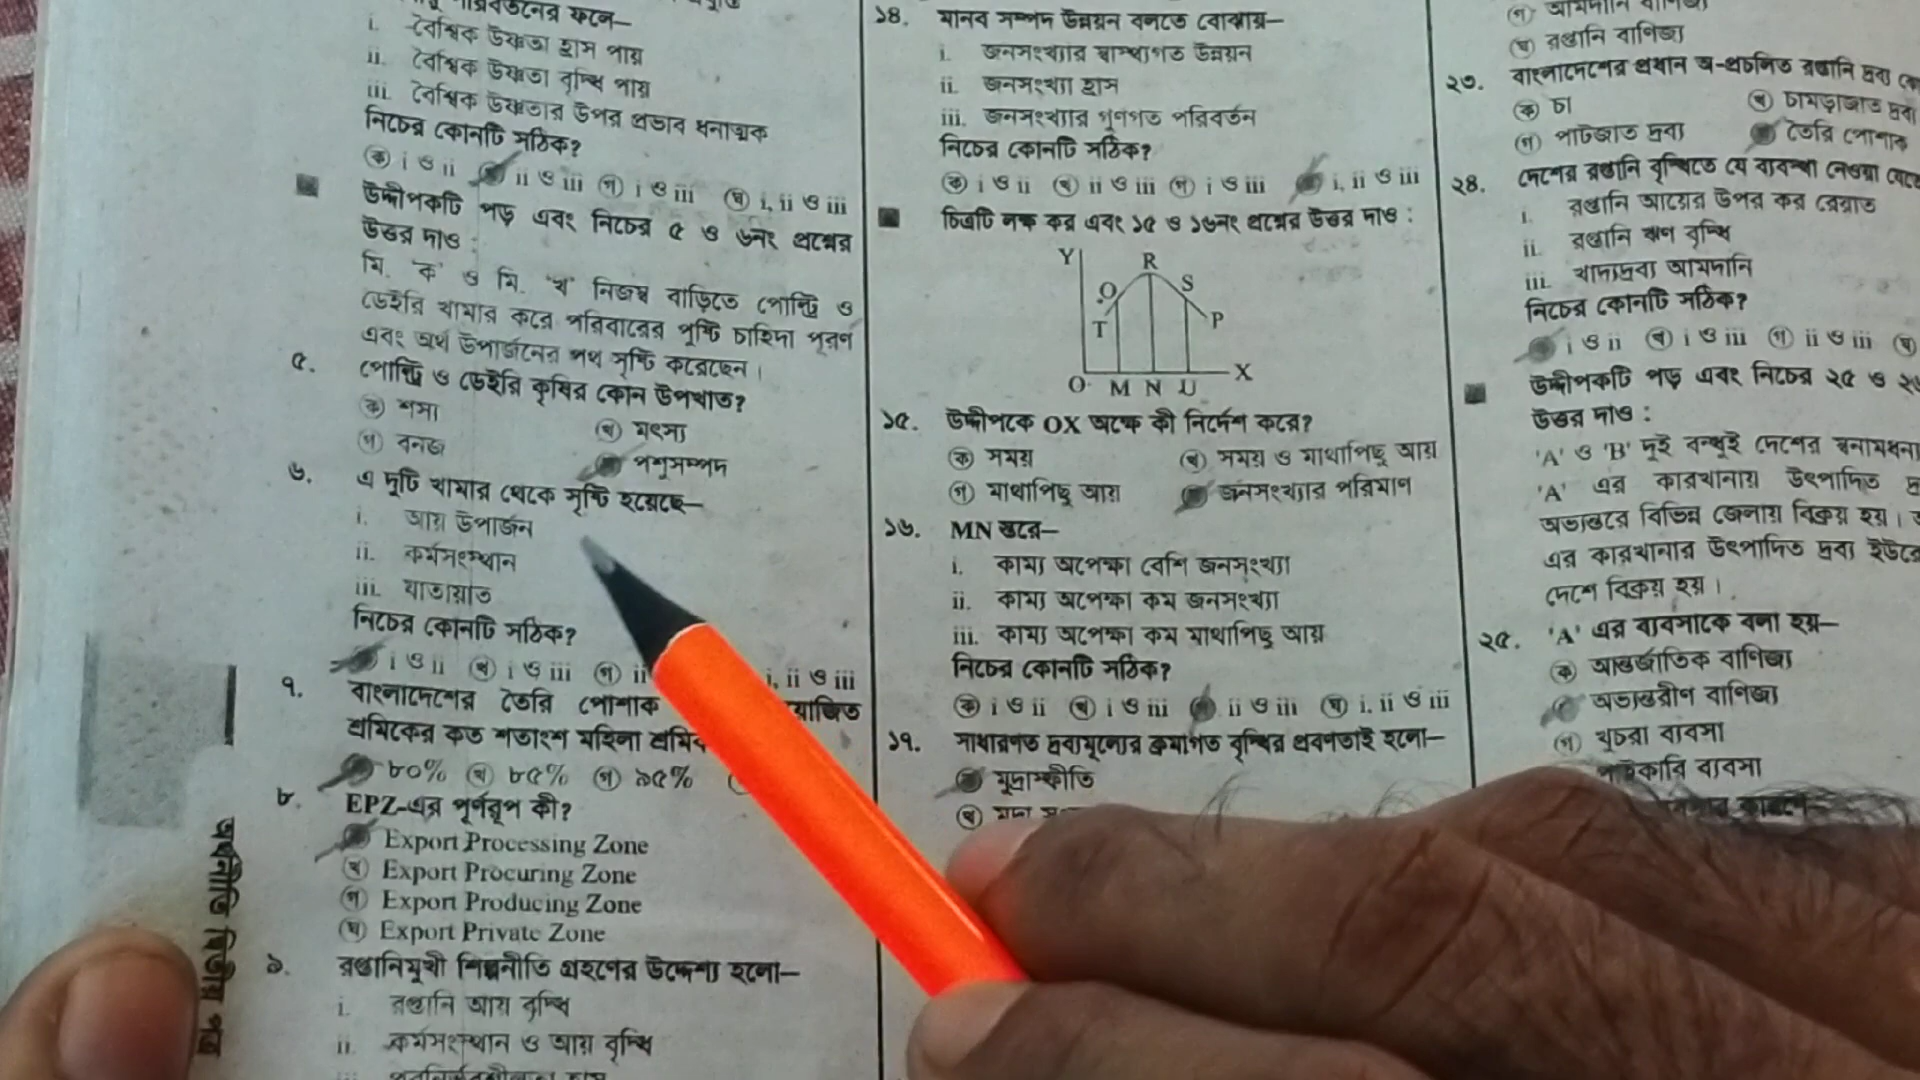 পরিবর্তনের ফলে—
i. বৈশ্বিক উষ্ণতা হ্রাস পায়
ii. বৈশ্বিক উষ্ণতা বৃদ্ধি পায়
iii. বৈশ্বিক উষ্ণতার উপর প্রভাব ধনাত্মক
নিচের কোনটি সঠিক?
ক i ও ii ii ও iii গ i ও iii ঘ i, ii ও iii
উদ্দীপকটি পড় এবং নিচের ৫ ও ৬নং প্রশ্নের
উত্তর দাও :
মি. 'ক' ও মি. 'খ' নিজস্ব বাড়িতে পোল্ট্রি ও
ডেইরি খামার করে পরিবারের পুষ্টি চাহিদা পূরণ
এবং অর্থ উপার্জনের পথ সৃষ্টি করেছেন।
৫. পোল্ট্রি ও ডেইরি কৃষির কোন উপখাত?
ক শস্য খ মৎস্য
গ বনজ পশুসম্পদ
৬. এ দুটি খামার থেকে সৃষ্টি হয়েছে—
i. আয় উপার্জন
ii. কর্মসংস্থান
iii. যাতায়াত
নিচের কোনটি সঠিক?
i ও ii খ i ও iii গ ii i, ii ও iii
৭. বাংলাদেশের তৈরি পোশাক
শ্রমিকের কত শতাংশ মহিলা
৮০% খ ৮৫% গ ৯৫%
৮. EPZ-এর পূর্ণরূপ কী?
Export Processing Zone
খ Export Procuring Zone
গ Export Producing Zone
ঘ Export Private Zone
৯. রপ্তানিমুখী শিল্পনীতি গ্রহণের উদ্দেশ্য হলো—
i. রপ্তানি আয় বৃদ্ধি
ii. কর্মসংস্থান ও আয় বৃদ্ধি
অর্থনীতি দ্বিতীয় পত্র
১৪. মানব সম্পদ উন্নয়ন বলতে বোঝায়—
i. জনসংখ্যার স্বাস্থ্যগত উন্নয়ন
ii. জনসংখ্যা হ্রাস
iii. জনসংখ্যার গুণগত পরিবর্তন
নিচের কোনটি সঠিক?
ক i ও ii খ ii ও iii গ i ও iii i, ii ও iii
চিত্রটি লক্ষ কর এবং ১৫ ও ১৬নং প্রশ্নের উত্তর দাও :
Y R
Q S
T P
O M N U X
১৫. উদ্দীপকে OX অক্ষে কী নির্দেশ করে?
ক সময় খ সময় ও মাথাপিছু আয়
গ মাথাপিছু আয় জনসংখ্যার পরিমাণ
১৬. MN স্তরে—
i. কাম্য অপেক্ষা বেশি জনসংখ্যা
ii. কাম্য অপেক্ষা কম জনসংখ্যা
iii. কাম্য অপেক্ষা কম মাথাপিছু আয়
নিচের কোনটি সঠিক?
ক i ও ii খ i ও iii ii ও iii ঘ i, ii ও iii
১৭. সাধারণত দ্রব্যমূল্যের ক্রমাগত বৃদ্ধির প্রবণতাই হলো—
মুদ্রাস্ফীতি
খ
গ আমদানি বাণিজ্য
ঘ রপ্তানি বাণিজ্য
২৩. বাংলাদেশের প্রধান অ-প্রচলিত রপ্তানি দ্রব্য
ক চা খ চামড়াজাত দ্রব্য
গ পাটজাত দ্রব্য তৈরি পোশাক
২৪. দেশের রপ্তানি বৃদ্ধিতে যে ব্যবস্থা নেওয়া যেতে
i. রপ্তানি আয়ের উপর কর রেয়াত
ii. রপ্তানি ঋণ বৃদ্ধি
iii. খাদ্যদ্রব্য আমদানি
নিচের কোনটি সঠিক?
i ও ii খ i ও iii গ ii ও iii ঘ
উদ্দীপকটি পড় এবং নিচের ২৫ ও
উত্তর দাও :
'A' ও 'B' দুই বন্ধুই দেশের স্বনামধন্য
'A' এর কারখানায় উৎপাদিত
অভ্যন্তরে বিভিন্ন জেলায় বিক্রয় হয়।
এর কারখানার উৎপাদিত দ্রব্য
দেশে বিক্রয় হয়।
২৫. 'A' এর ব্যবসাকে বলা হয়—
ক আন্তর্জাতিক বাণিজ্য
অভ্যন্তরীণ বাণিজ্য
গ খুচরা ব্যবসা
পাইকারি ব্যবসা